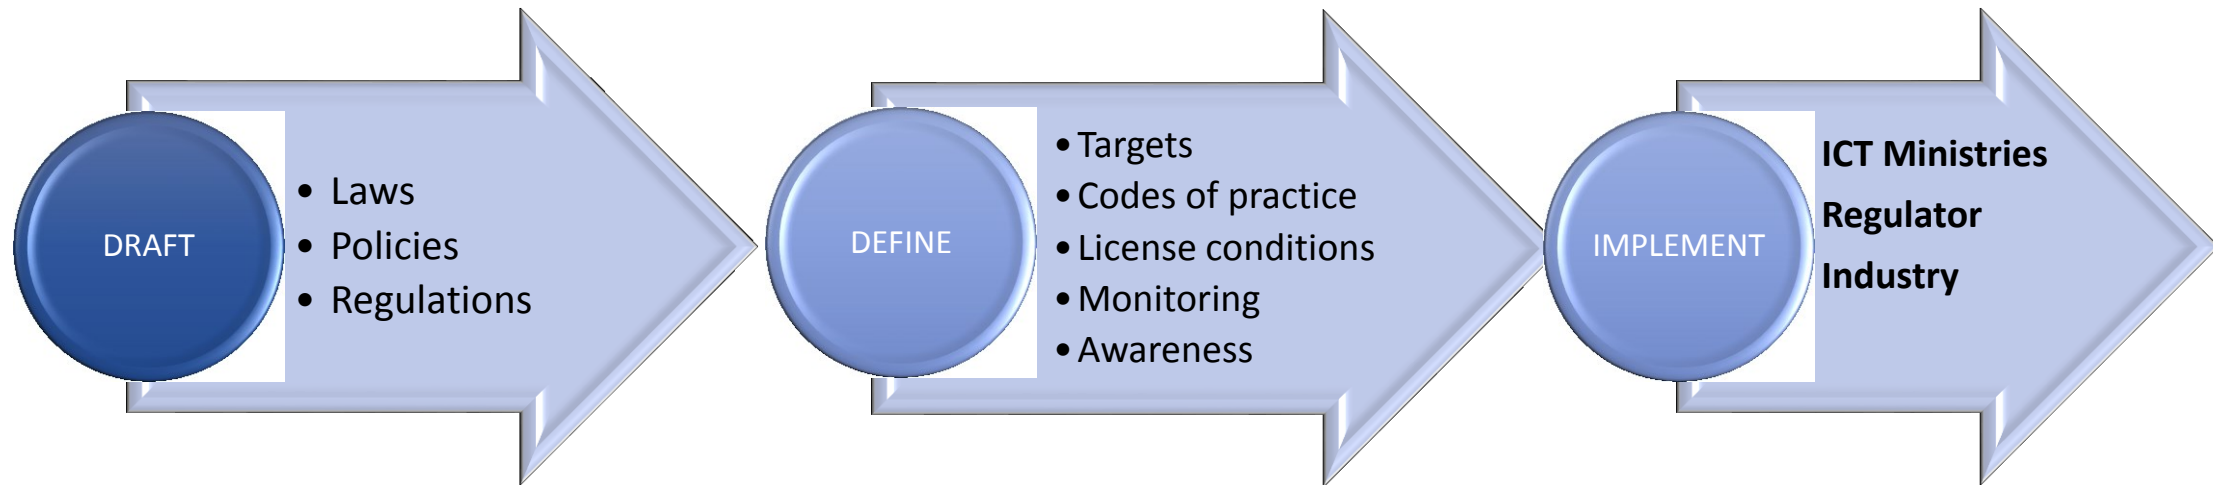 DRAFT
• Laws
• Policies
• Regulations
DEFINE
• Targets
• Codes of practice
• License conditions
• Monitoring
• Awareness
IMPLEMENT
ICT Ministries
Regulator
Industry